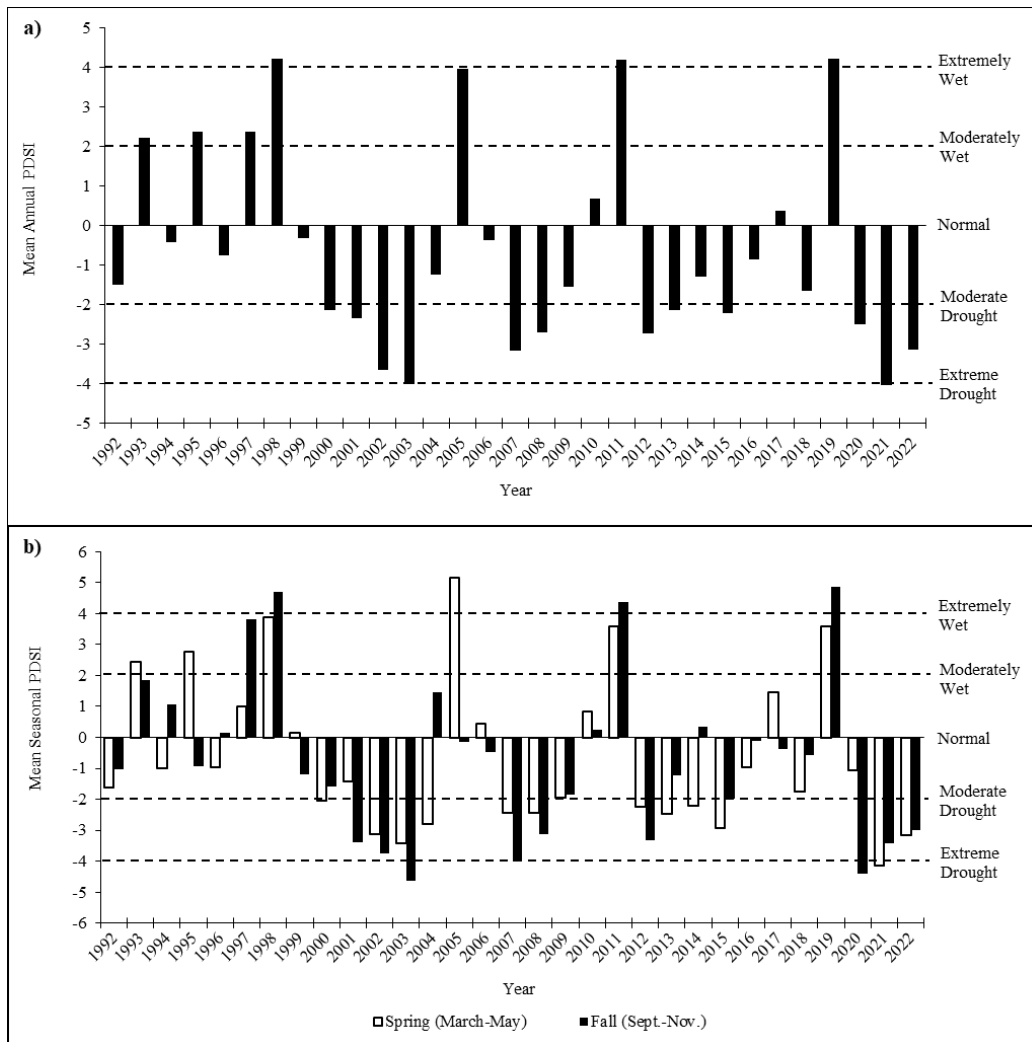 a)
Mean Annual PDSI
5
4
3
2
1
0
-1
-2
-3
-4
-5
Extremely
Wet
Moderately
Wet
Normal
Moderate
Drought
Extreme
Drought
1992 1993 1994 1995 1996 1997 1998 1999 2000 2001 2002 2003 2004 2005 2006 2007 2008 2009 2010 2011 2012 2013 2014 2015 2016 2017 2018 2019 2020 2021 2022
Year
b)
Mean Seasonal PDSI
6
5
4
3
2
1
0
-1
-2
-3
-4
-5
-6
Extremely
Wet
Moderately
Wet
Normal
Moderate
Drought
Extreme
Drought
1992 1993 1994 1995 1996 1997 1998 1999 2000 2001 2002 2003 2004 2005 2006 2007 2008 2009 2010 2011 2012 2013 2014 2015 2016 2017 2018 2019 2020 2021 2022
Year
Spring (March-May) Fall (Sept.-Nov.)